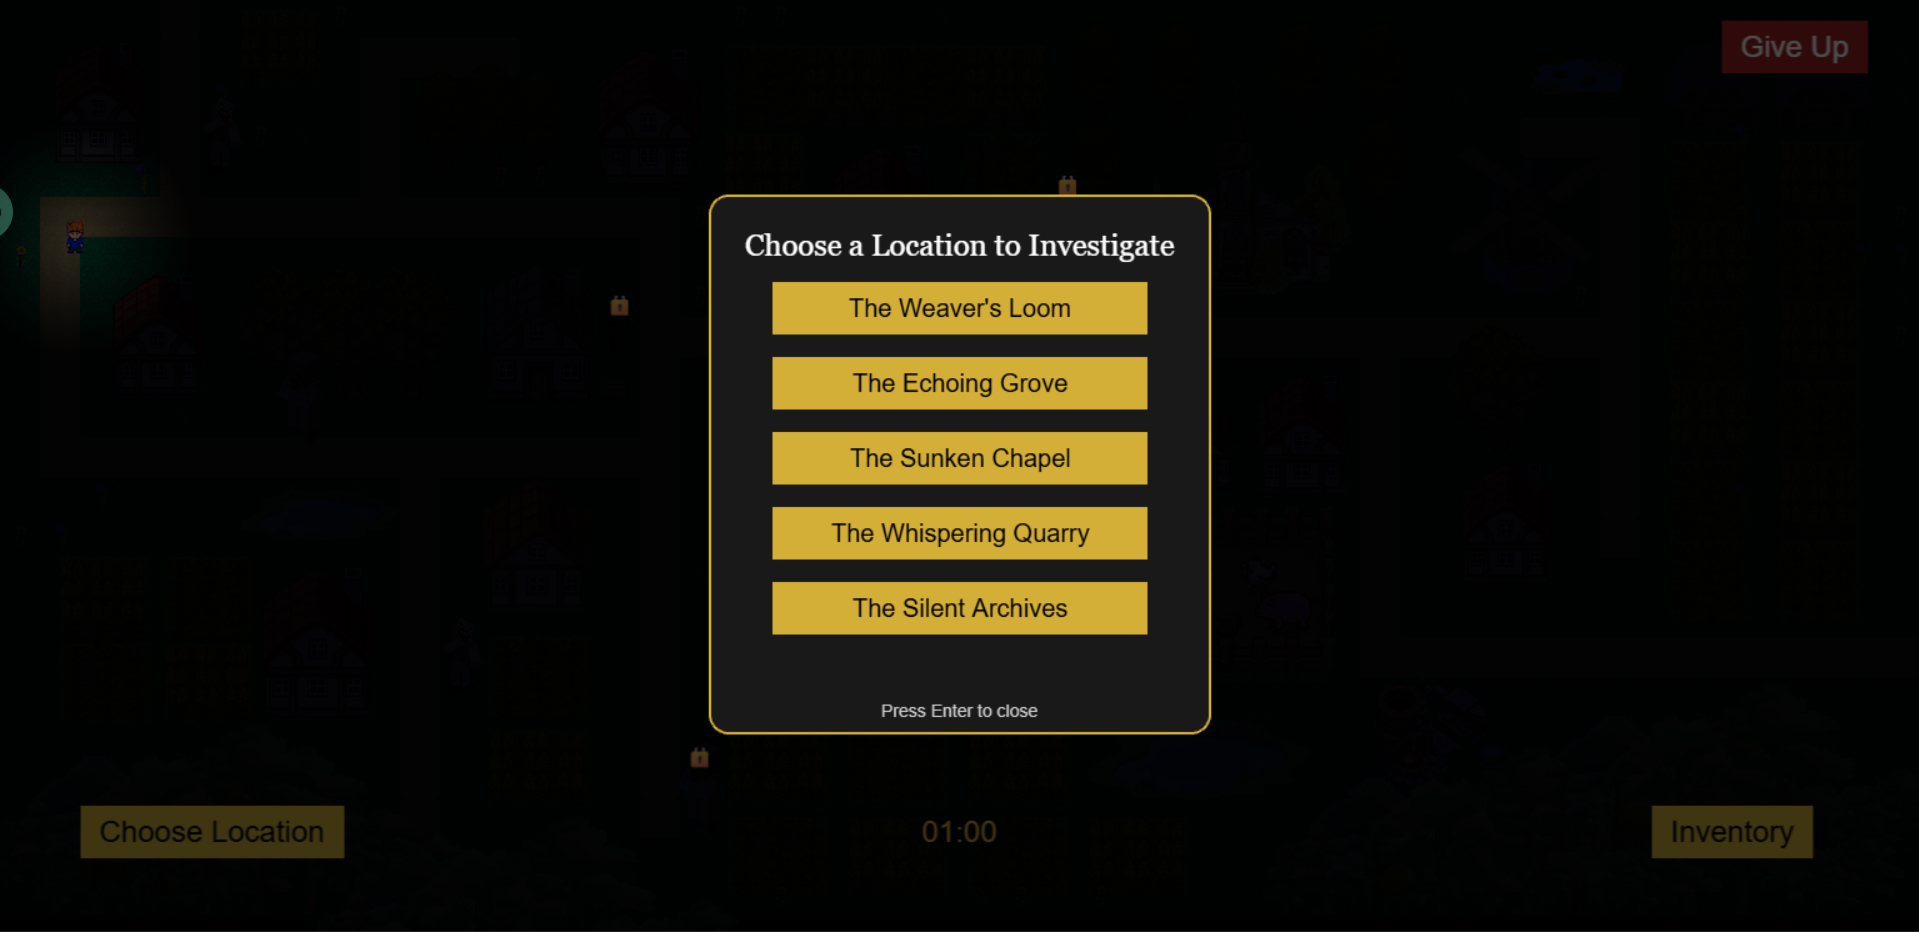 Give Up
Choose a Location to Investigate
The Weaver's Loom
The Echoing Grove
The Sunken Chapel
The Whispering Quarry
The Silent Archives
Press Enter to close
Choose Location
01:00
Inventory